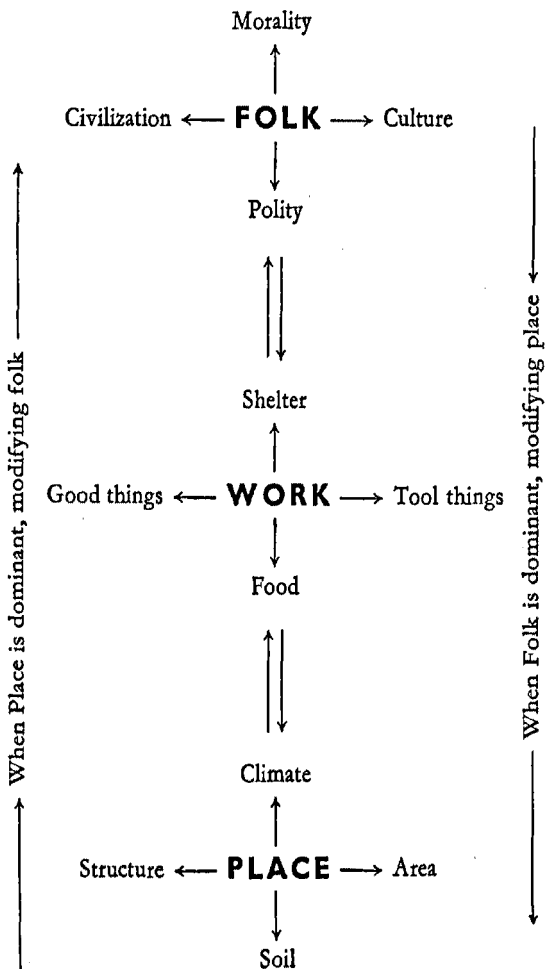 Morality
Civilization FOLK Culture
Polity
Shelter
Good things WORK Tool things
Food
Climate
Structure PLACE Area
Soil
When Place is dominant, modifying folk
When Folk is dominant, modifying place